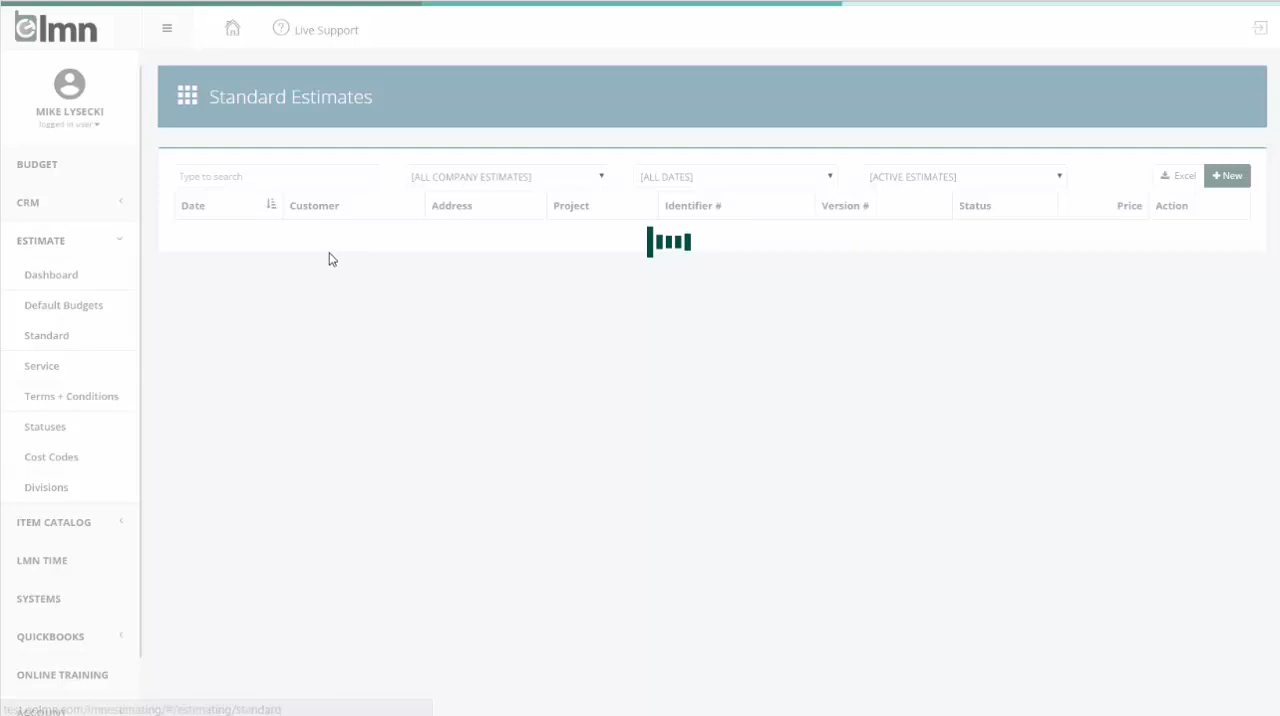 lmn
Live Support
MIKE LYSECKI
logged in user
BUDGET
CRM
ESTIMATE
Dashboard
Default Budgets
Standard
Service
Terms + Conditions
Statuses
Cost Codes
Divisions
ITEM CATALOG
LMN TIME
SYSTEMS
QUICKBOOKS
ONLINE TRAINING
ACCOUNT
Standard Estimates
Type to search [ALL COMPANY ESTIMATES] [ALL DATES] [ACTIVE ESTIMATES] Excel + New
Date Customer Address Project Identifier # Version # Status Price Action